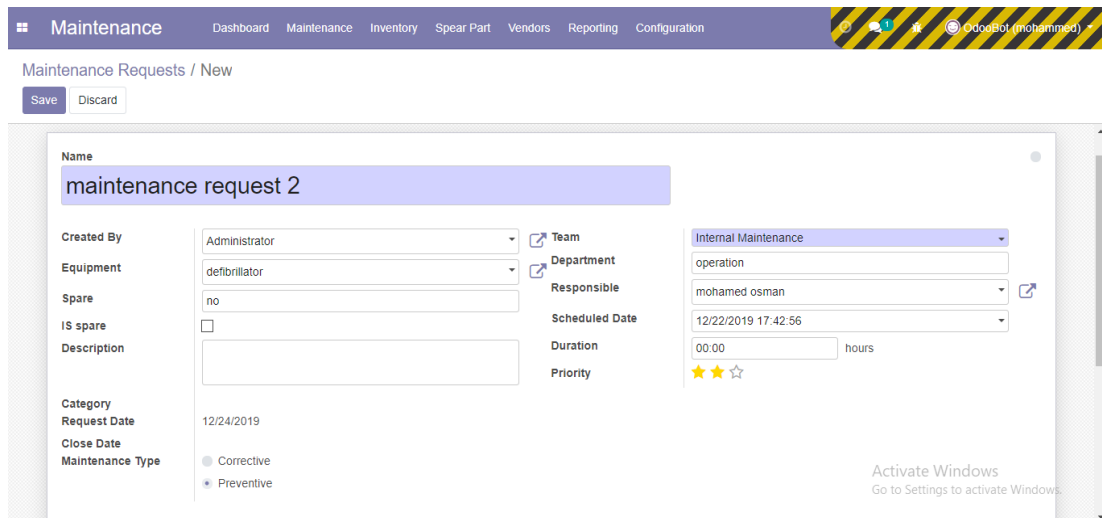 Maintenance Dashboard Maintenance Inventory Spear Part Vendors Reporting Configuration 1 OdooBot (mohammed)
Maintenance Requests / New
Save Discard
Name
maintenance request 2
Created By Administrator
Equipment defibrillator
Spare no
IS spare
Description
Category
Request Date 12/24/2019
Close Date
Maintenance Type Corrective
Preventive
Team Internal Maintenance
Department operation
Responsible mohamed osman
Scheduled Date 12/22/2019 17:42:56
Duration 00:00 hours
Priority
Activate Windows
Go to Settings to activate Windows.